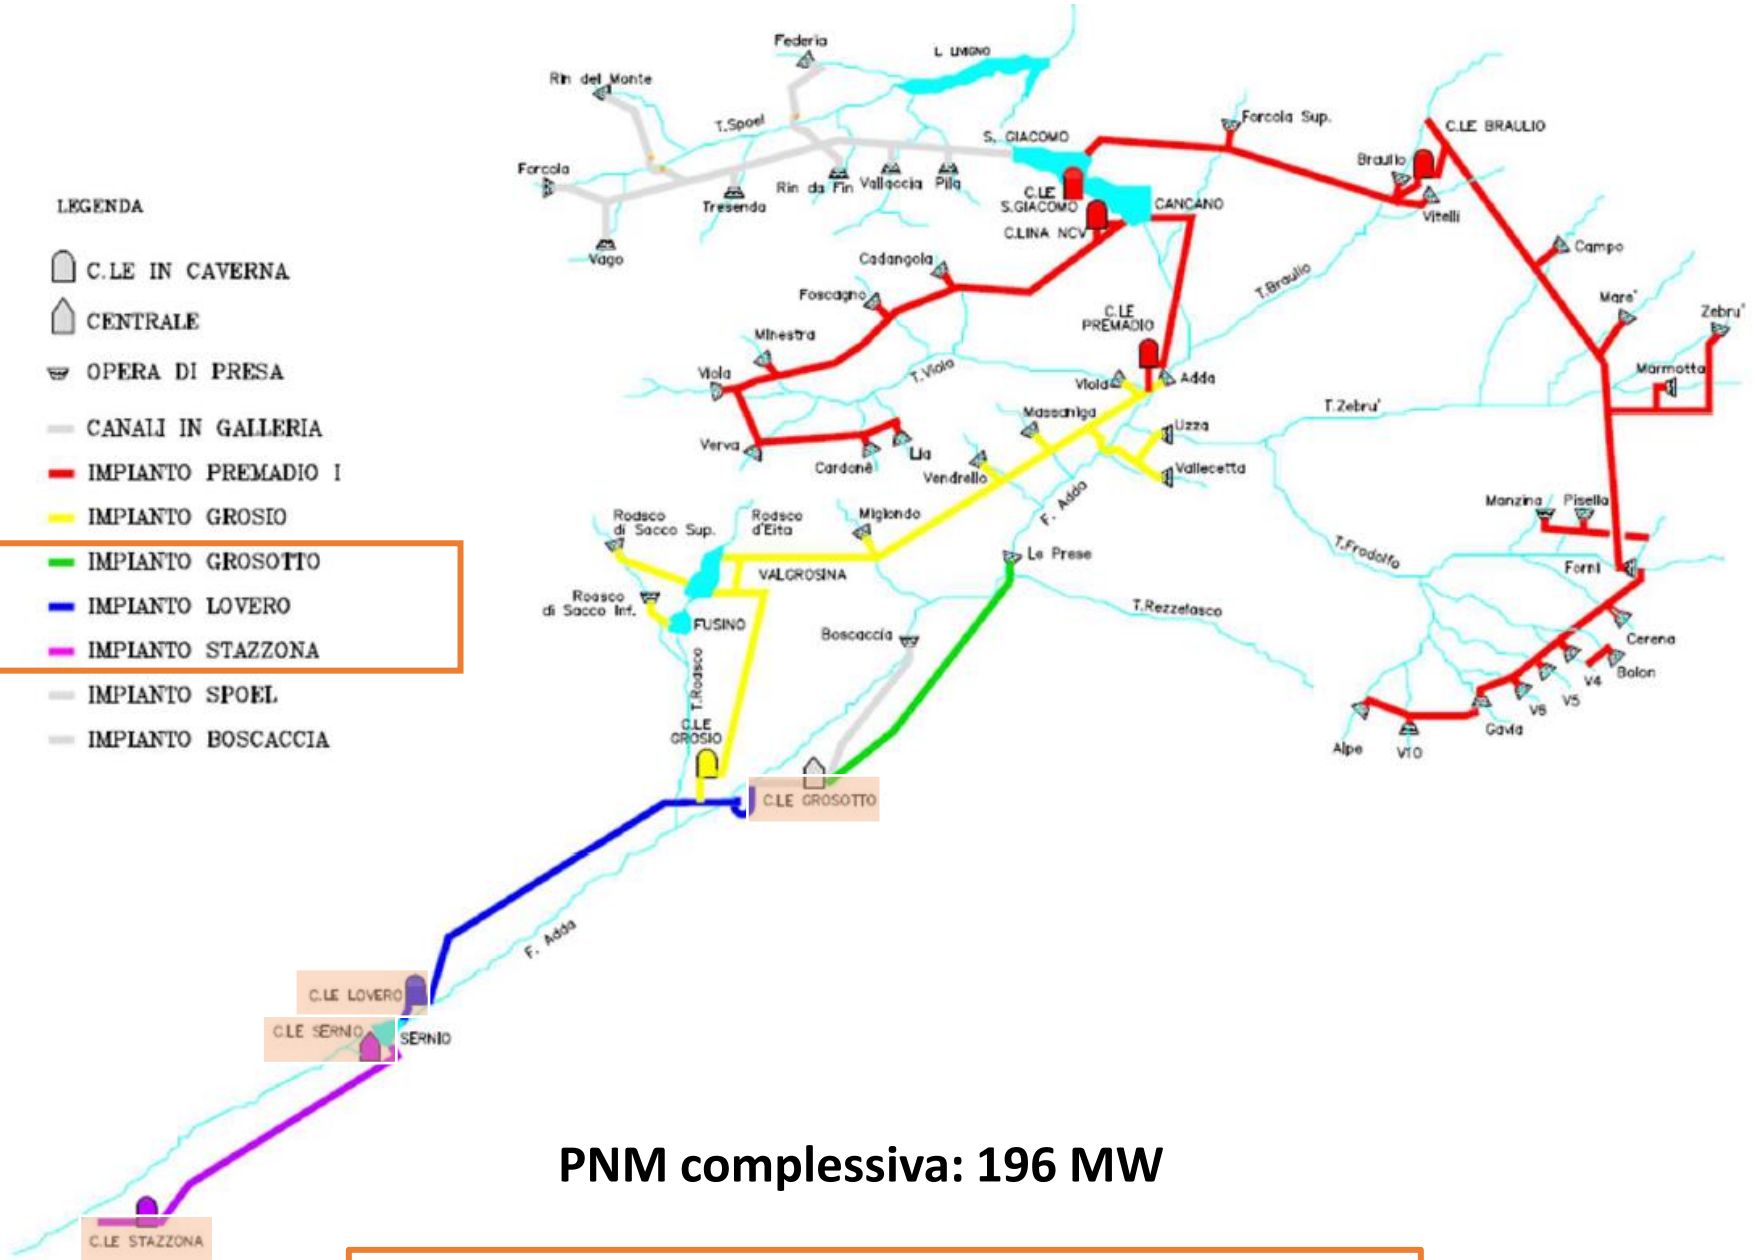 LEGENDA
C.LE IN CAVERNA
CENTRALE
OPERA DI PRESA
CANALI IN GALLERIA
IMPIANTO PREMADIO I
IMPIANTO GROSIO
IMPIANTO GROSOTTO
IMPIANTO LOVERO
IMPIANTO STAZZONA
IMPIANTO SPOEL
IMPIANTO BOSCACCIA
Federia
L. LIVIGNO
Rin del Monte
T.Spoel
Forcola
Vago
Tresenda
Rin da Fin
Vallaccia
Pila
S. GIACOMO
C.LE
S.GIACOMO
C.LINA NCV
CANCANO
Forcola Sup.
Braulio
C.LE BRAULIO
Vitelli
Campo
Mare'
Zebru'
Marmotta
T.Braulio
Cadangola
Foscagno
Minestra
Viola
Verva
Cardonè
Lia
T.Viola
C.LE
PREMADIO
Viola
Adda
Massaniga
Uzza
Vallecetta
Vendrello
F. Adda
T.Zebru'
Manzina
Pisella
T.Frodolfo
Forni
Cerena
Bolon
V4
V5
V6
Gavia
V10
Alpe
Roasco
di Sacco Sup.
Roasco
d'Eita
Migiondo
VALGROSINA
Le Prese
Roasco
di Sacco Inf.
FUSINO
Boscaccia
T.Rezzelasco
T.Roasco
C.LE
GROSIO
C.LE GROSOTTO
F. Adda
C.LE LOVERO
C.LE SERNIO
SERNIO
PNM complessiva: 196 MW
C.LE STAZZONA